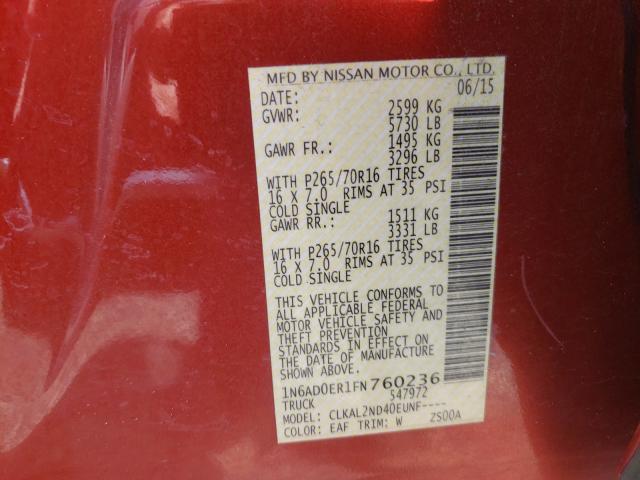 MFD BY NISSAN MOTOR CO., LTD.
DATE: 06/15
GVWR: 2599 KG
5730 LB
GAWR FR.: 1495 KG
3296 LB
WITH P265/70R16 TIRES
16 X 7.0 RIMS AT 35 PSI
COLD SINGLE
GAWR RR.: 1511 KG
3331 LB
WITH P265/70R16 TIRES
16 X 7.0 RIMS AT 35 PSI
COLD SINGLE
THIS VEHICLE CONFORMS TO
ALL APPLICABLE FEDERAL
MOTOR VEHICLE SAFETY AND
THEFT PREVENTION
STANDARDS IN EFFECT ON
THE DATE OF MANUFACTURE
SHOWN ABOVE.
1N6AD0ER1FN760236
TRUCK 547972
MODEL: CLKAL2ND40EUNF----
COLOR: EAF TRIM: W ZS00A